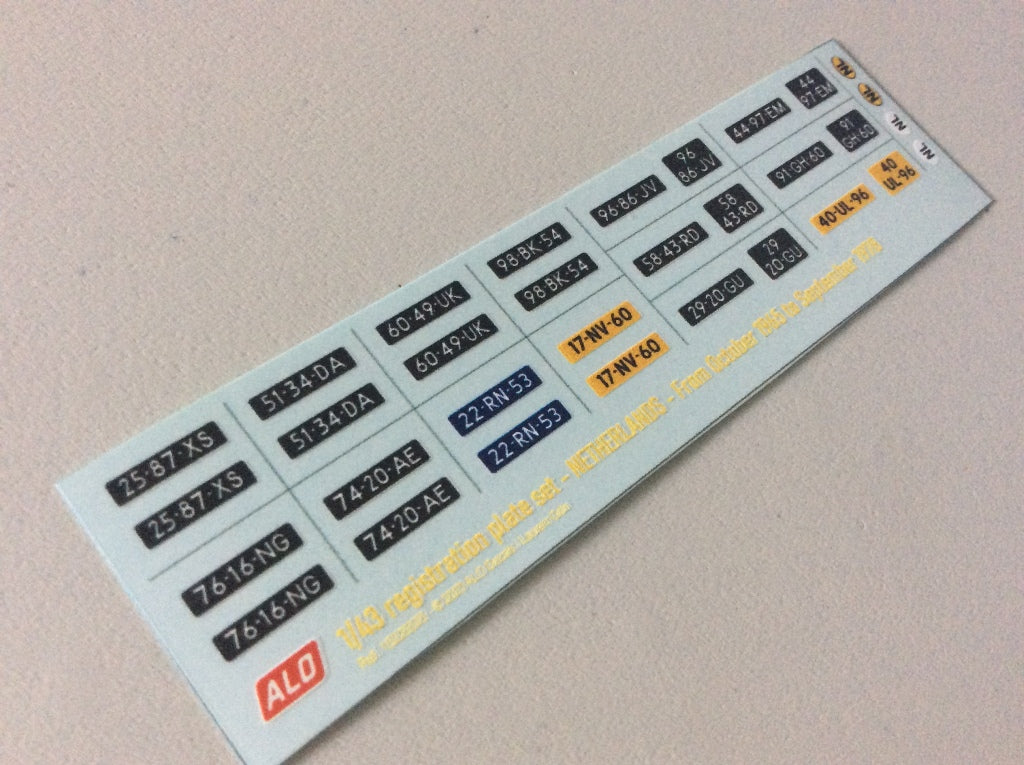 25-87-XS
25-87-XS
76-16-NG
76-16-NG
51-34-DA
51-34-DA
74-20-AE
74-20-AE
60-49-UK
60-49-UK
22-RN-53
22-RN-53
98-BK-54
98-BK-54
17-NV-60
17-NV-60
96-86-JV
96
86-JV
58-43-RD
58
43-RD
29-20-GU
29
20-GU
44-97-EM
44
97-EM
91-GH-60
91
GH-60
40-UL-96
40
UL-96
NL
NL
NL
NL
ALO
1/43 registration plate set - NETHERLANDS - From October to September